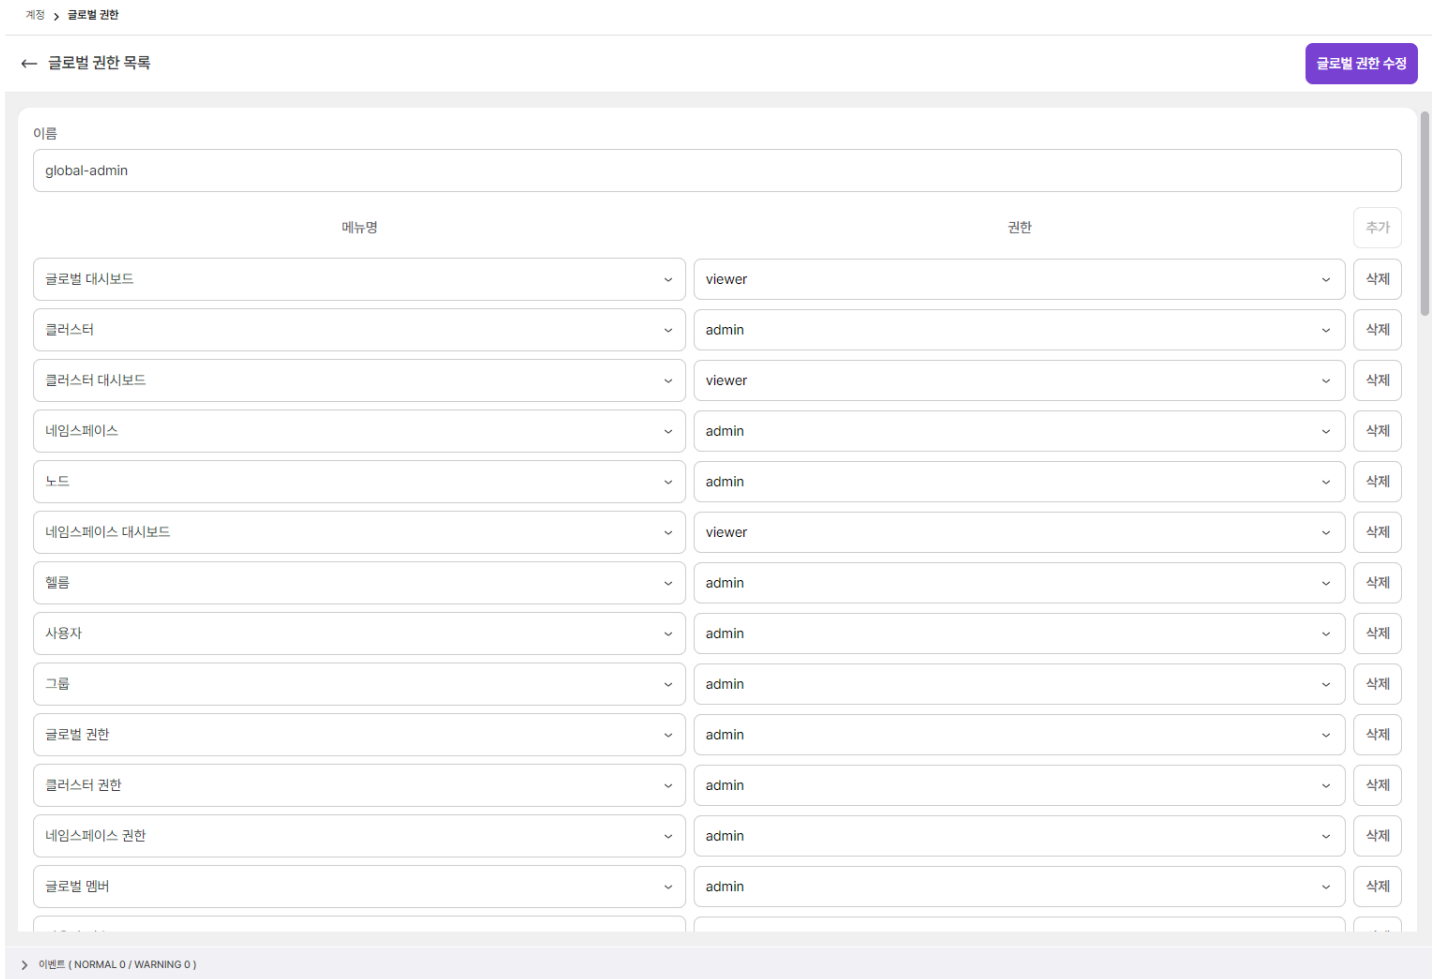 계정 > 글로벌 권한
← 글로벌 권한 목록
글로벌 권한 수정
이름
global-admin
메뉴명 권한 추가
글로벌 대시보드 viewer 삭제
클러스터 admin 삭제
클러스터 대시보드 viewer 삭제
네임스페이스 admin 삭제
노드 admin 삭제
네임스페이스 대시보드 viewer 삭제
헬름 admin 삭제
사용자 admin 삭제
그룹 admin 삭제
글로벌 권한 admin 삭제
클러스터 권한 admin 삭제
네임스페이스 권한 admin 삭제
글로벌 멤버 admin 삭제
> 이벤트 ( NORMAL 0 / WARNING 0 )